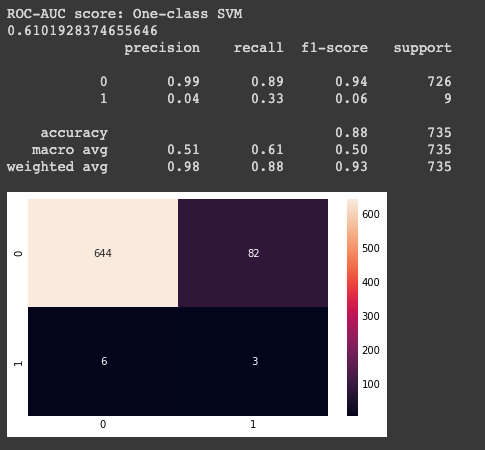 ROC-AUC score: One-class SVM
0.6101928374655646
precision recall f1-score support
0 0.99 0.89 0.94 726
1 0.04 0.33 0.06 9
accuracy 0.88 735
macro avg 0.51 0.61 0.50 735
weighted avg 0.98 0.88 0.93 735
600
0 644 82
500
400
300
1 6 3
200
100
0 1